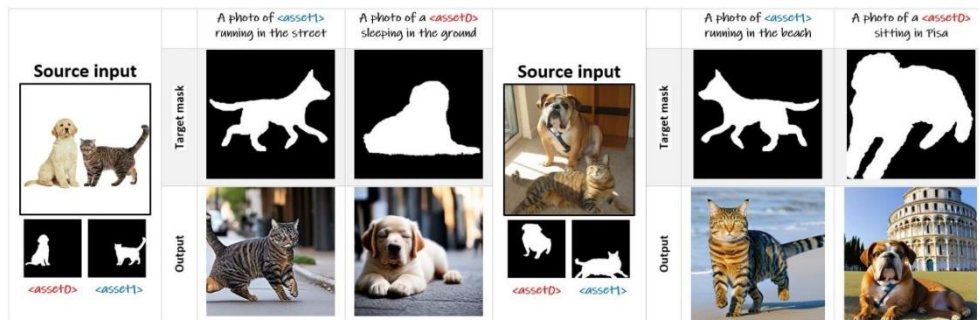 A photo of <asset1>
running in the street
A photo of a <asset0>
sleeping in the ground
Source input
Target mask
Output
<asset0>
<asset1>
A photo of <asset1>
running in the beach
A photo of a <asset0>
sitting in Pisa
Source input
Target mask
Output
<asset0>
<asset1>